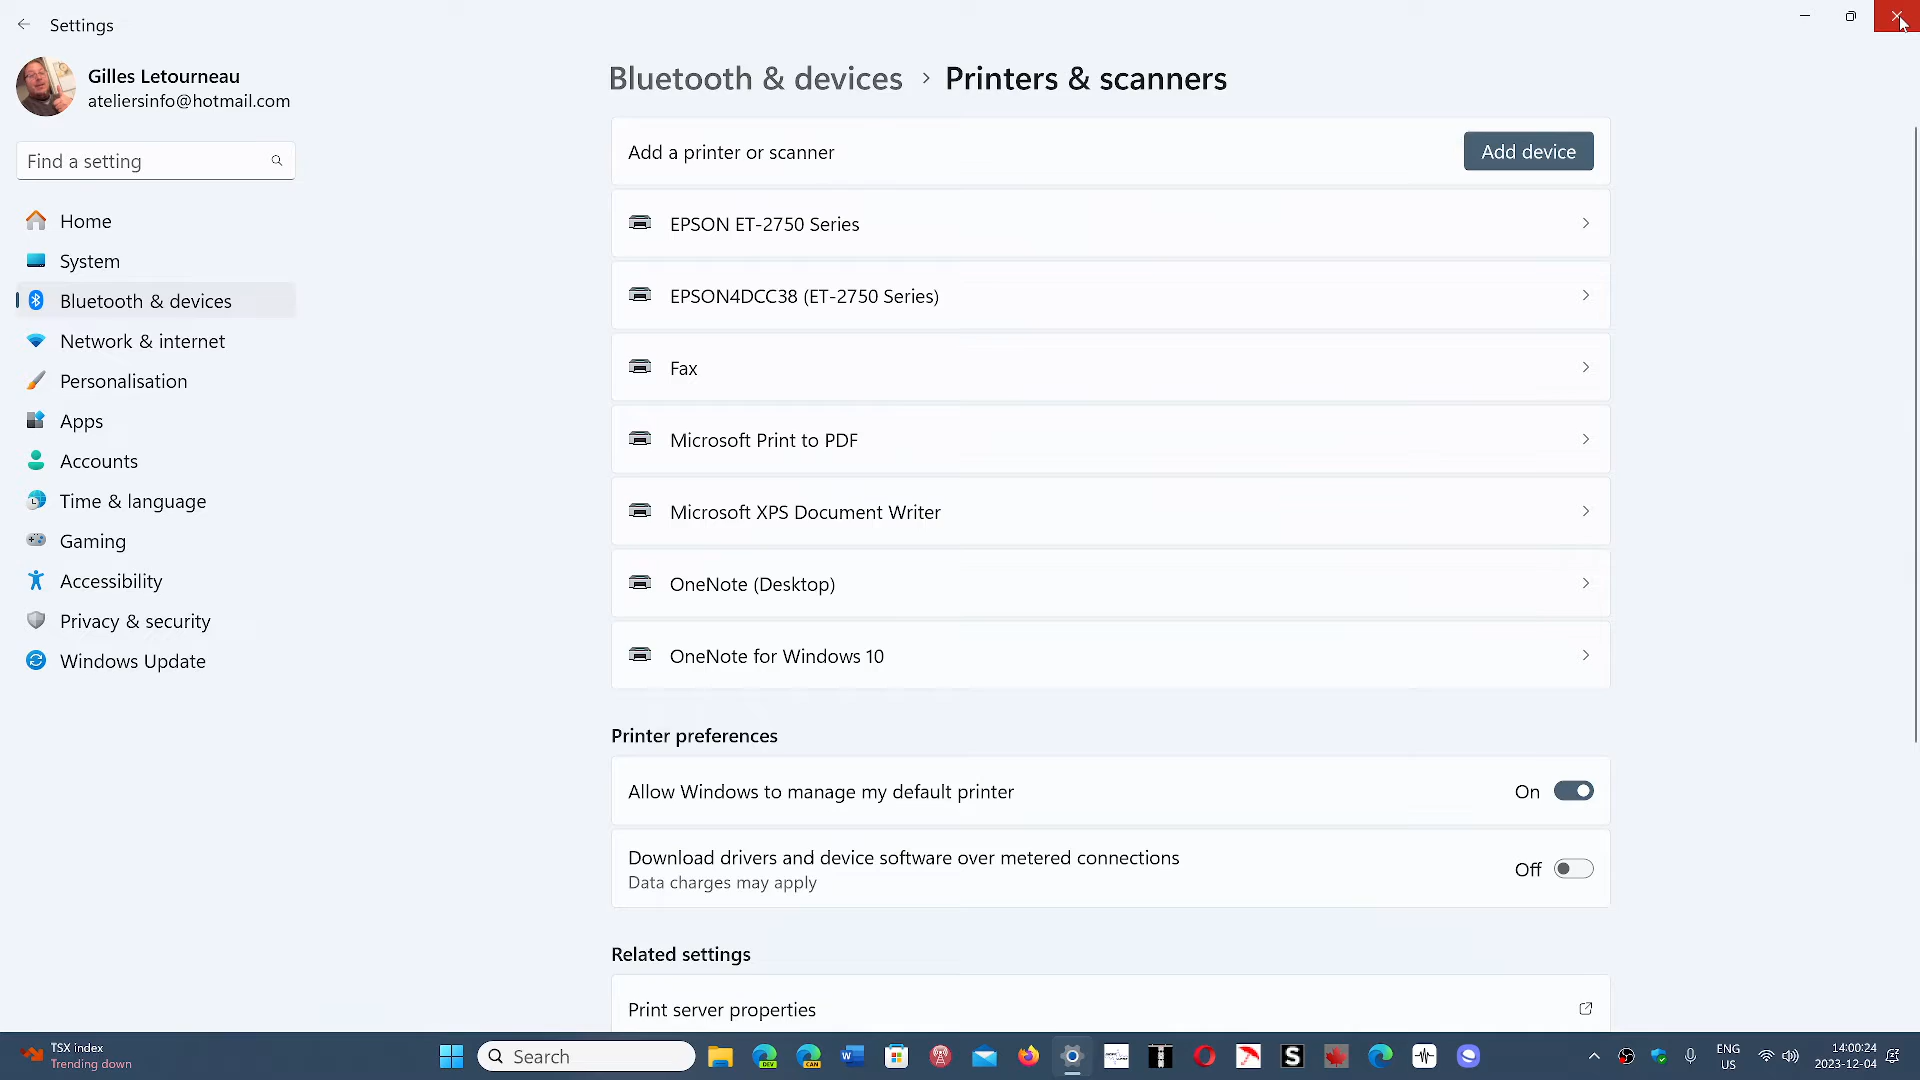 Settings
Gilles Letourneau
ateliersinfo@hotmail.com
Find a setting
Home
System
Bluetooth & devices
Network & internet
Personalisation
Apps
Accounts
Time & language
Gaming
Accessibility
Privacy & security
Windows Update
Bluetooth & devices › Printers & scanners
Add a printer or scanner
Add device
EPSON ET-2750 Series
EPSON4DCC38 (ET-2750 Series)
Fax
Microsoft Print to PDF
Microsoft XPS Document Writer
OneNote (Desktop)
OneNote for Windows 10
Printer preferences
Allow Windows to manage my default printer
On
Download drivers and device software over metered connections
Data charges may apply
Off
Related settings
Print server properties
TSX index
Trending down
Search
DEV
CAN
W
S
ENG
US
14:00:24
2023-12-04